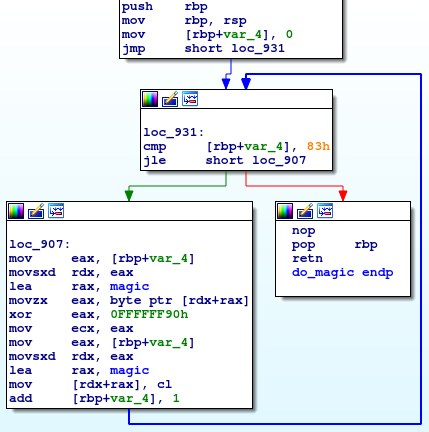 push    rbp
mov     rbp, rsp
mov     [rbp+var_4], 0
jmp     short loc_931
loc_931:
cmp     [rbp+var_4], 83h
jle     short loc_907
loc_907:
mov     eax, [rbp+var_4]
movsxd  rdx, eax
lea     rax, magic
movzx   eax, byte ptr [rdx+rax]
xor     eax, 0FFFFFF90h
mov     ecx, eax
mov     eax, [rbp+var_4]
movsxd  rdx, eax
lea     rax, magic
mov     [rdx+rax], cl
add     [rbp+var_4], 1
nop
pop     rbp
retn
do_magic endp